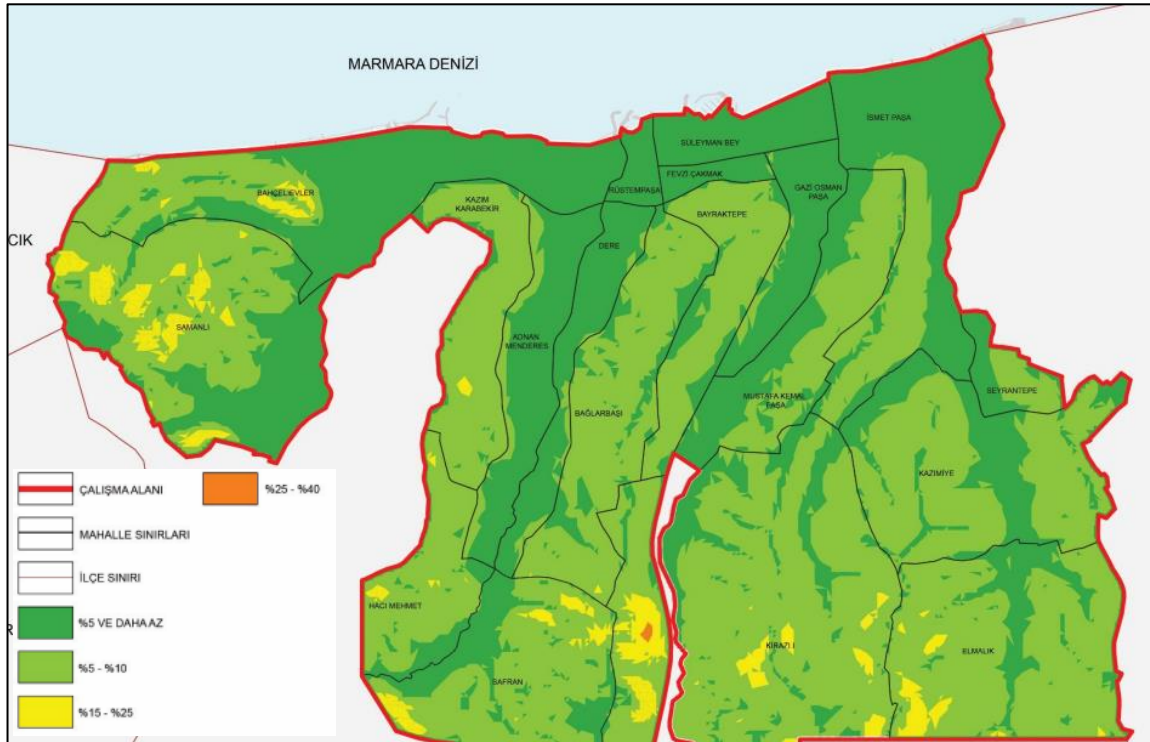 MARMARA DENİZİ
İSMET PAŞA
SÜLEYMAN BEY
FEVZİ ÇAKMAK
RÜSTEMPAŞA
GAZİ OSMAN
PAŞA
BAHÇELİEVLER
KAZIM
KARABEKİR
BAYRAKTEPE
CIK
DERE
SAMANLI
ADNAN
MENDERES
SEYRANTEPE
MUSTAFA KEMAL
PAŞA
BAĞLARBAŞI
KAZIMİYE
HACI MEHMET
KİRAZLI
ELMALIK
SAFRAN
ÇALIŞMA ALANI
%25 - %40
MAHALLE SINIRLARI
İLÇE SINIRI
%5 VE DAHA AZ
R
%5 - %10
%15 - %25